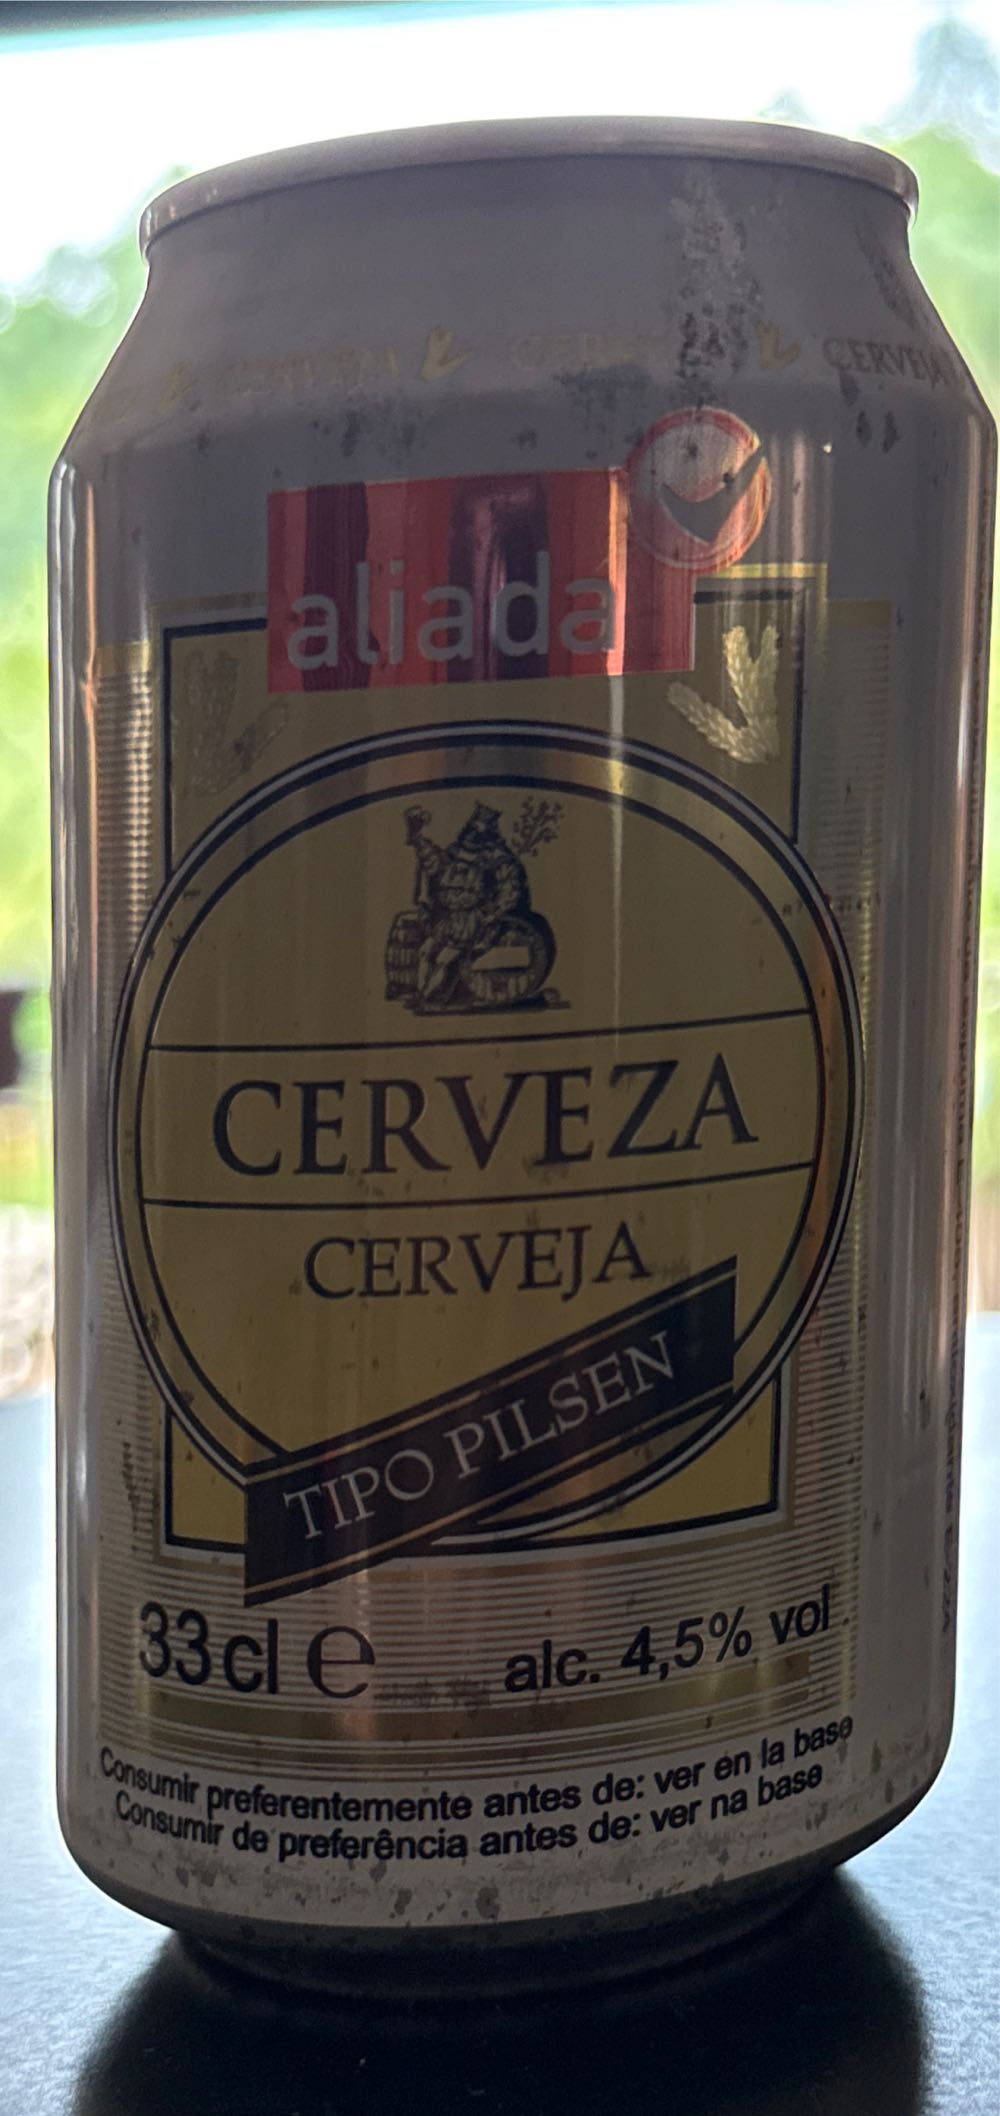 CERVEJA
aliada
CERVEZA
CERVEJA
TIPO PILSEN
33cl e alc. 4,5% vol.
Consumir preferentemente antes de: ver en la base
Consumir de preferência antes de: ver na base